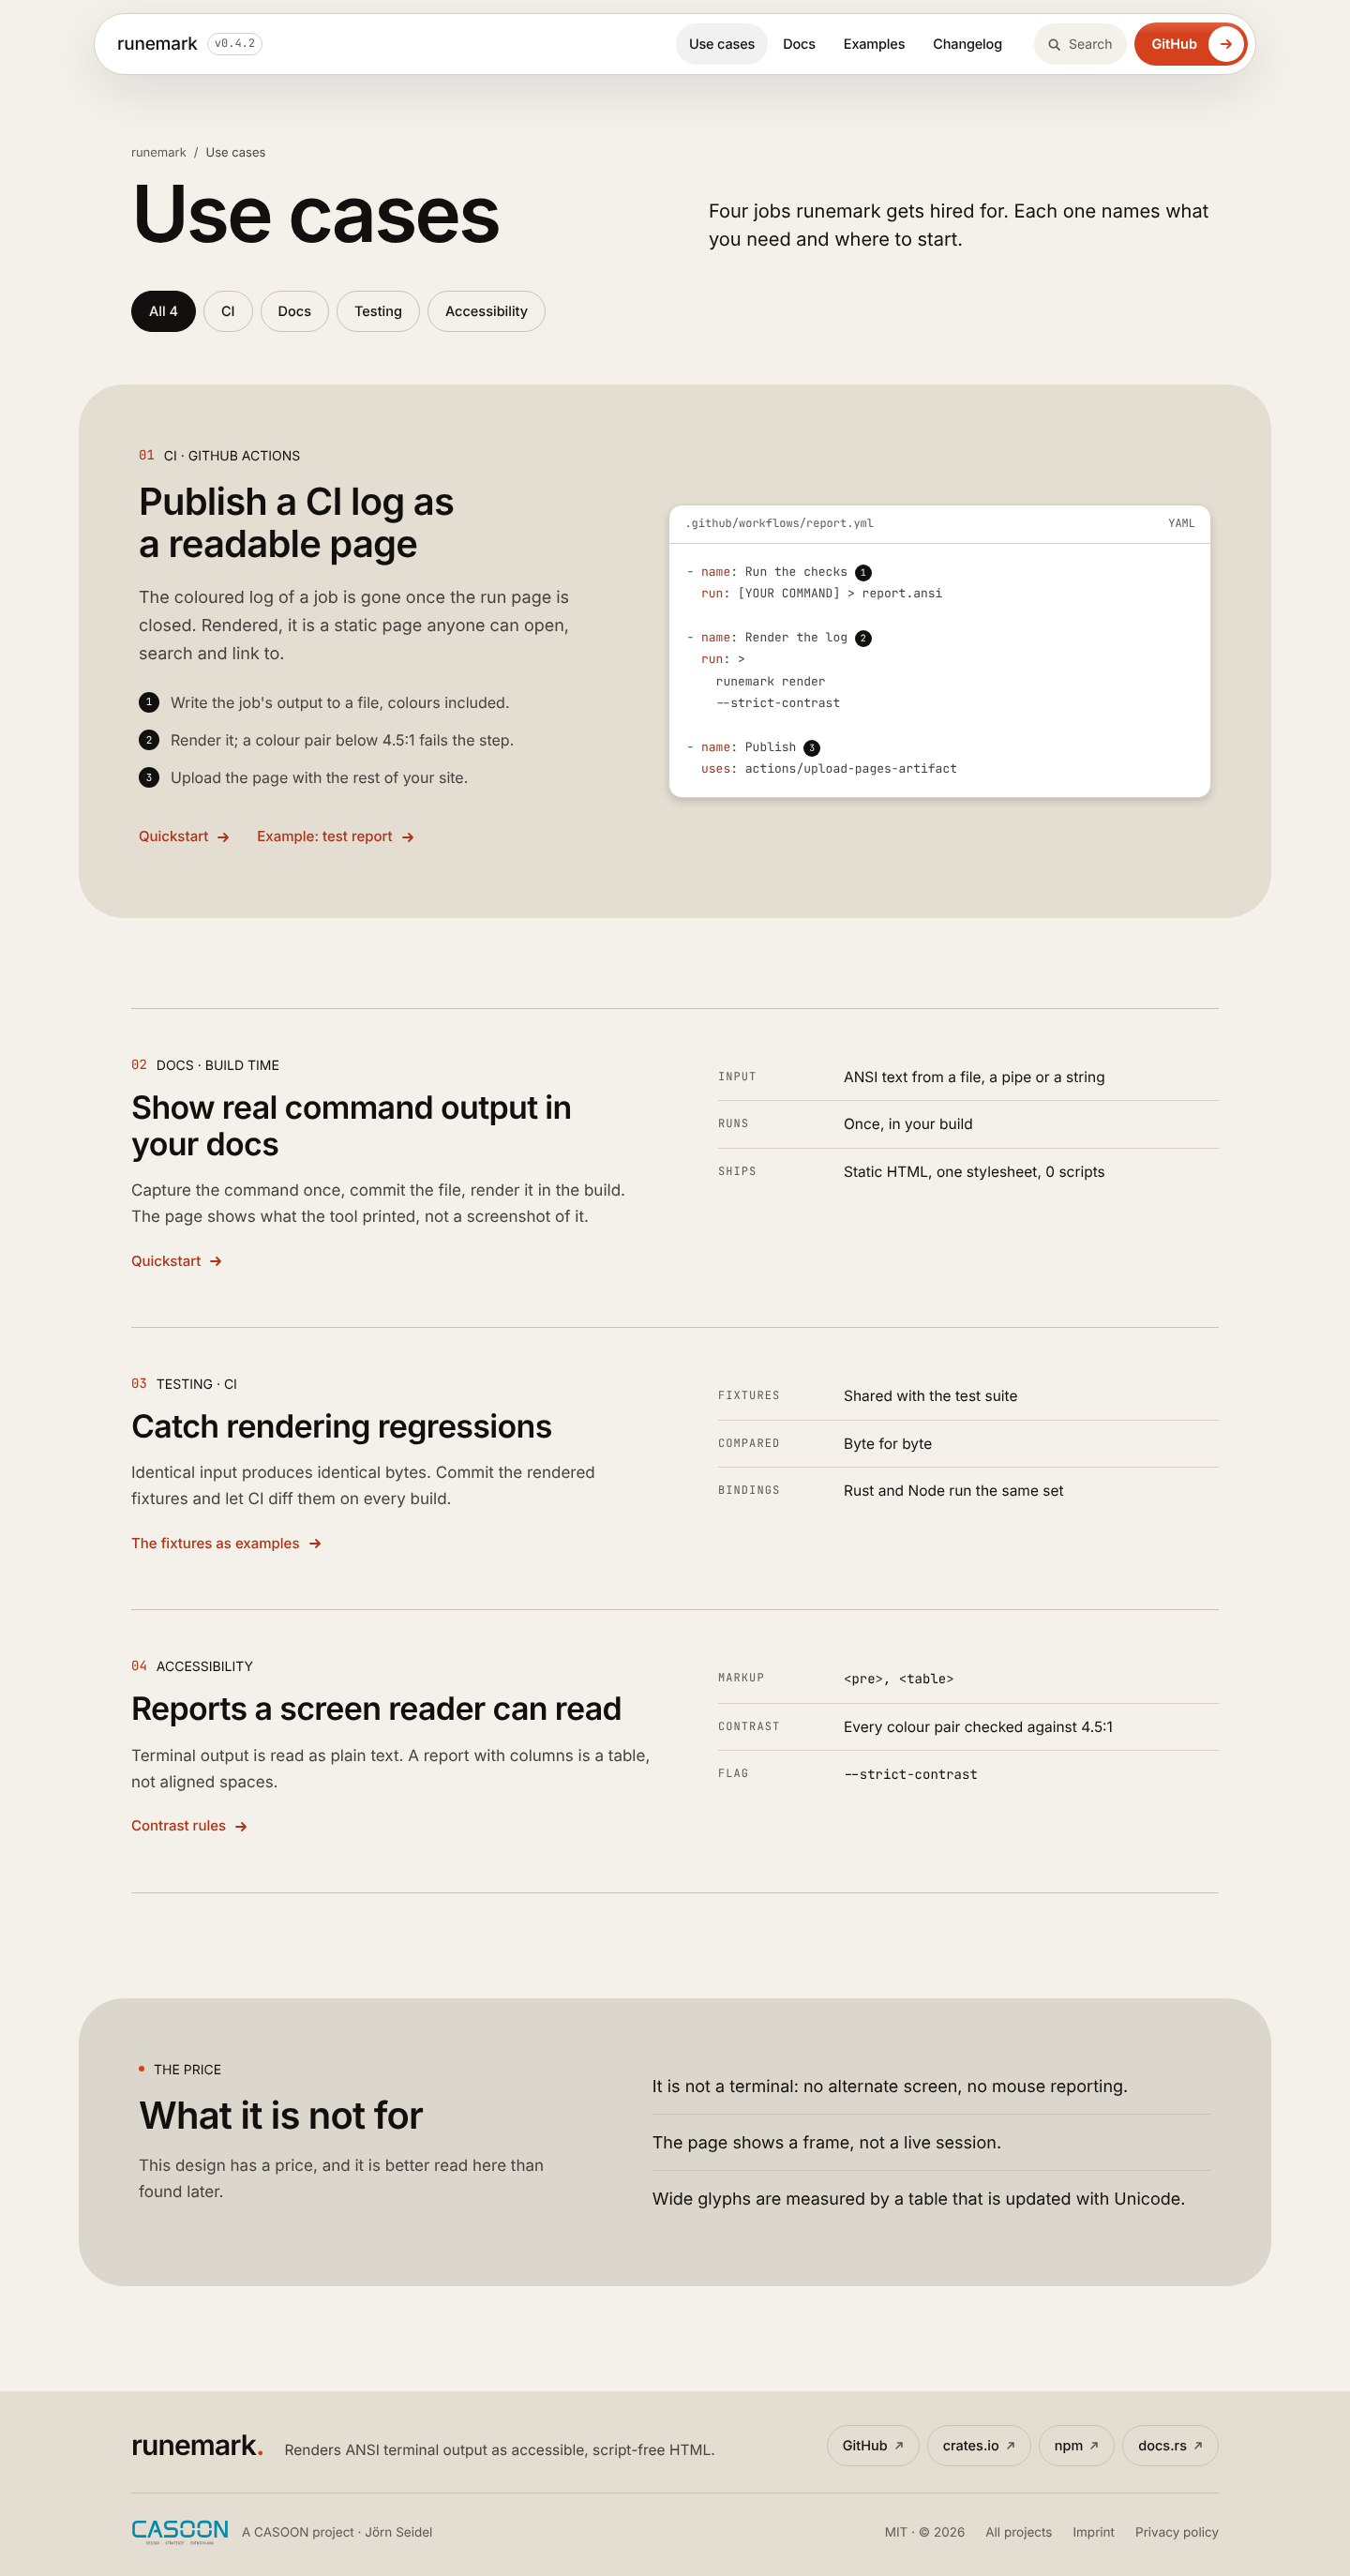 runemark v0.4.2 Use cases Docs Examples Changelog Search GitHub
runemark / Use cases
Use cases
Four jobs runemark gets hired for. Each one names what
you need and where to start.
All 4 CI Docs Testing Accessibility
01 CI · GITHUB ACTIONS
Publish a CI log as
a readable page
The coloured log of a job is gone once the run page is
closed. Rendered, it is a static page anyone can open,
search and link to.
1 Write the job's output to a file, colours included.
2 Render it; a colour pair below 4.5:1 fails the step.
3 Upload the page with the rest of your site.
Quickstart → Example: test report →
.github/workflows/report.yml YAML
- name: Run the checks 1
run: [YOUR COMMAND] > report.ansi
- name: Render the log 2
run: >
runemark render
--strict-contrast
- name: Publish 3
uses: actions/upload-pages-artifact
02 DOCS · BUILD TIME
Show real command output in
your docs
Capture the command once, commit the file, render it in the build.
The page shows what the tool printed, not a screenshot of it.
Quickstart →
INPUT ANSI text from a file, a pipe or a string
RUNS Once, in your build
SHIPS Static HTML, one stylesheet, 0 scripts
03 TESTING · CI
Catch rendering regressions
Identical input produces identical bytes. Commit the rendered
fixtures and let CI diff them on every build.
The fixtures as examples →
FIXTURES Shared with the test suite
COMPARED Byte for byte
BINDINGS Rust and Node run the same set
04 ACCESSIBILITY
Reports a screen reader can read
Terminal output is read as plain text. A report with columns is a table,
not aligned spaces.
Contrast rules →
MARKUP <pre>, <table>
CONTRAST Every colour pair checked against 4.5:1
FLAG --strict-contrast
THE PRICE
What it is not for
This design has a price, and it is better read here than
found later.
It is not a terminal: no alternate screen, no mouse reporting.
The page shows a frame, not a live session.
Wide glyphs are measured by a table that is updated with Unicode.
runemark. Renders ANSI terminal output as accessible, script-free HTML.
GitHub ↗ crates.io ↗ npm ↗ docs.rs ↗
CASOON
A CASOON project · Jörn Seidel
MIT · © 2026 All projects Imprint Privacy policy